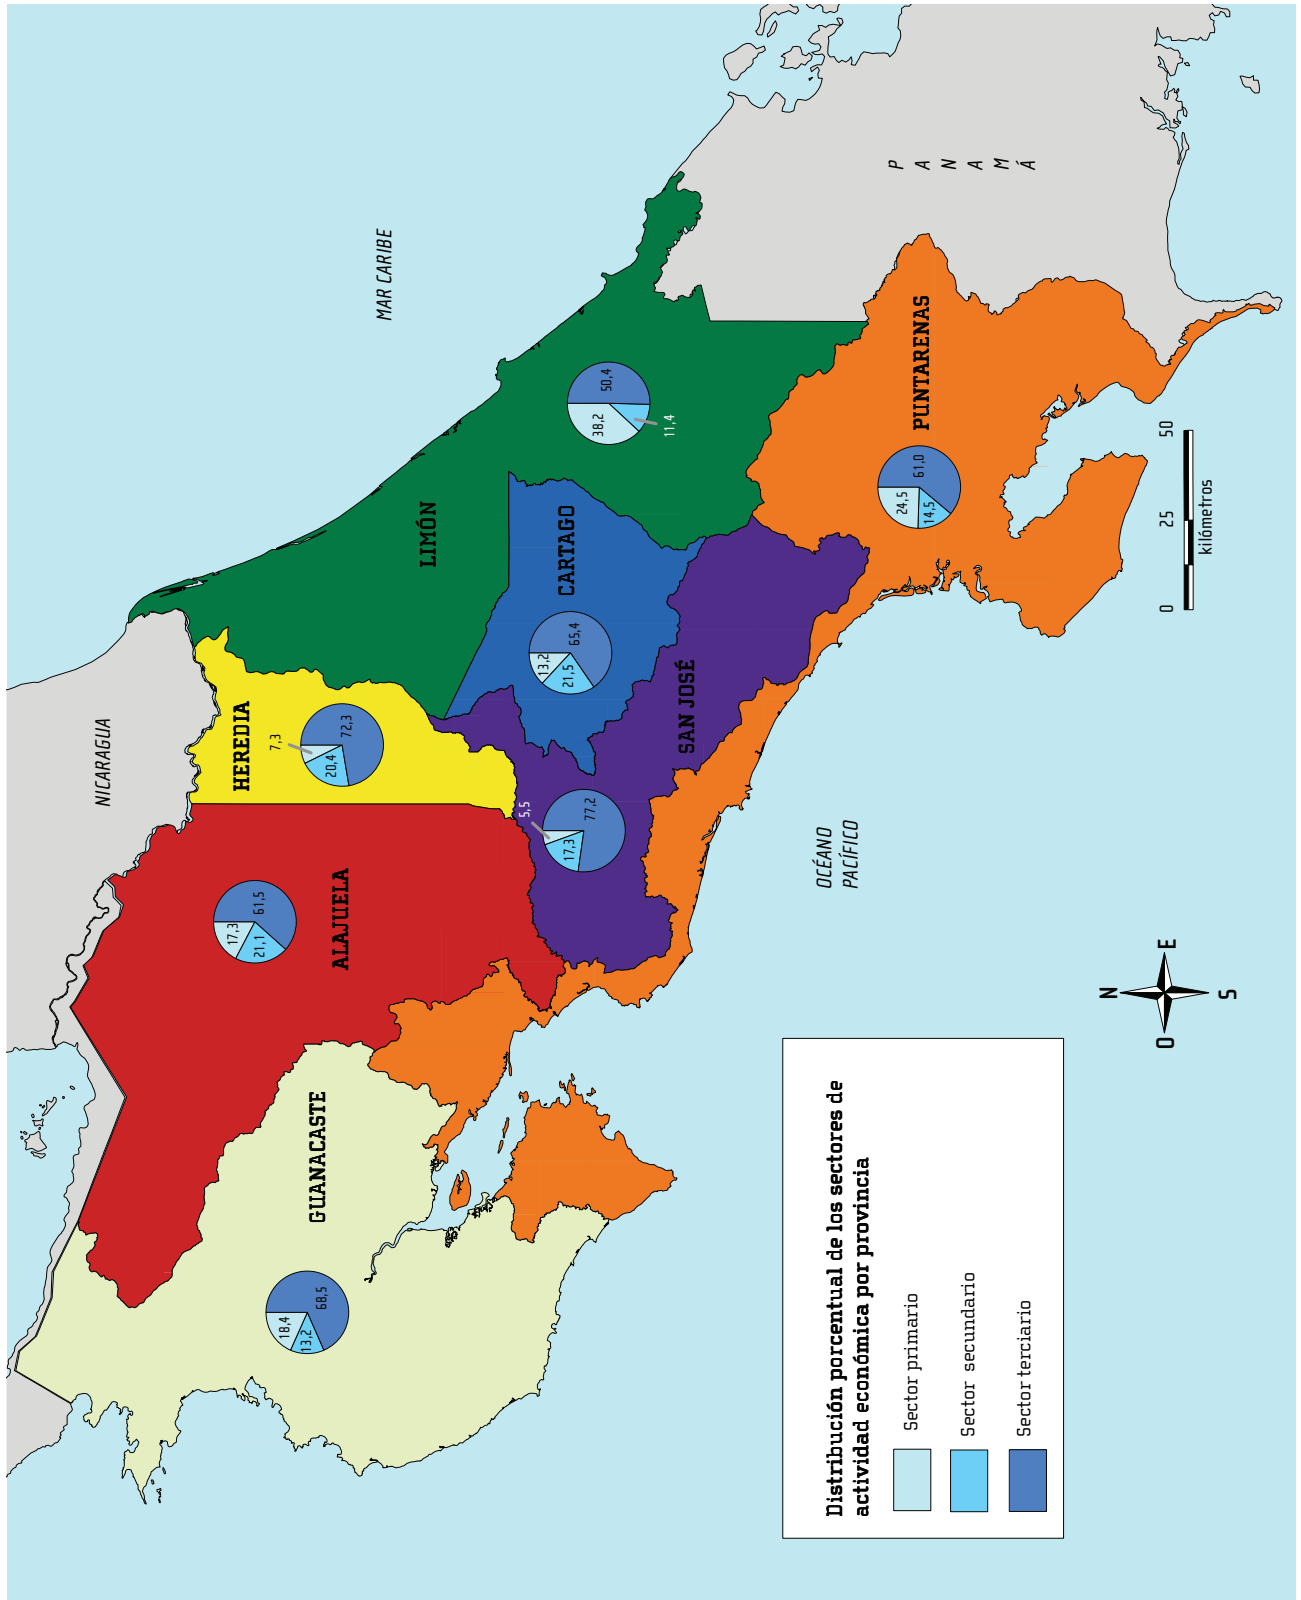 NICARAGUA
MAR CARIBE
GUANACASTE
18,4
13,2
68,5
ALAJUELA
17,3
21,1
61,5
HEREDIA
7,3
20,4
72,3
LIMÓN
38,2
11,4
50,4
CARTAGO
13,2
21,5
65,4
SAN JOSÉ
5,5
17,3
77,2
PUNTARENAS
24,5
14,5
61,0
PANAMÁ
OCÉANO
PACÍFICO
Distribución porcentual de los sectores de
actividad económica por provincia
Sector primario
Sector secundario
Sector terciario
N
O
E
S
0 25 50
kilómetros